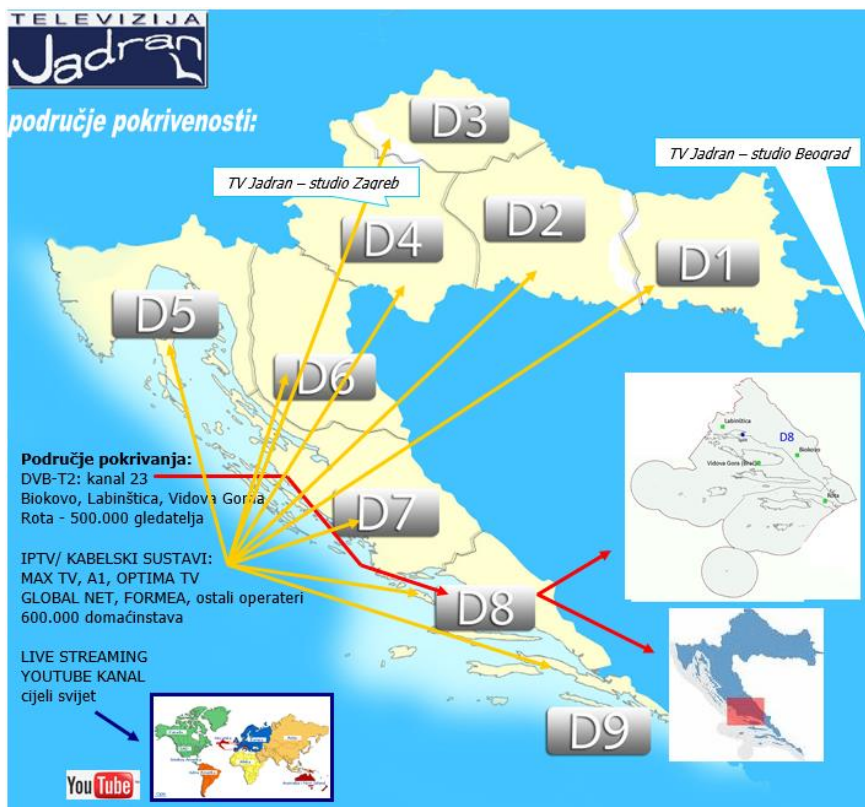 TELEVIZIJA
Jadran
područje pokrivenosti:
D3
TV Jadran – studio Zagreb
TV Jadran – studio Beograd
D4
D2
D1
D5
D6
Labinštica
D8
Biokovo
Vidova Gora (Brač)
Rota
Područje pokrivanja:
DVB-T2: kanal 23
Biokovo, Labinštica, Vidova Gorna
Rota - 500.000 gledatelja
D7
IPTV/ KABELSKI SUSTAVI:
MAX TV, A1, OPTIMA TV
GLOBAL NET, FORMEA, ostali operateri
600.000 domaćinstava
D8
LIVE STREAMING
YOUTUBE KANAL
cijeli svijet
D9
YouTube